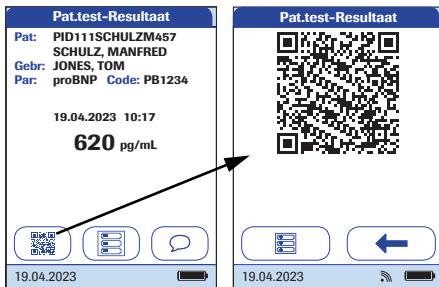 Pat.test-Resultaat
Pat: PID111SCHULZM457
SCHULZ, MANFRED
Gebr: JONES, TOM
Par: proBNP Code: PB1234
19.04.2023 10:17
620 pg/mL
19.04.2023
Pat.test-Resultaat
19.04.2023